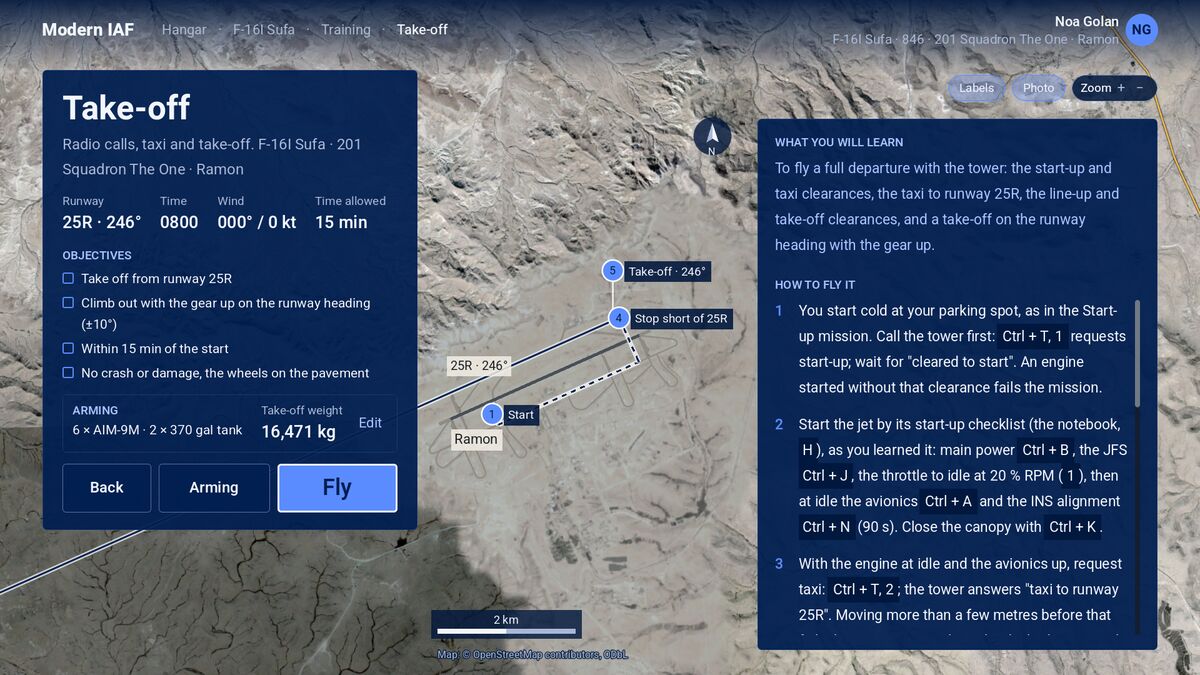 Modern IAF
Hangar · F-16I Sufa · Training · Take-off
Noa Golan
F-16I Sufa · 846 · 201 Squadron The One · Ramon
NG
Take-off
Radio calls, taxi and take-off. F-16I Sufa · 201
Squadron The One · Ramon
Runway Time Wind Time allowed
25R · 246° 0800 000° / 0 kt 15 min
OBJECTIVES
Take off from runway 25R
Climb out with the gear up on the runway heading
(±10°)
Within 15 min of the start
No crash or damage, the wheels on the pavement
ARMING
6 × AIM-9M · 2 × 370 gal tank
Take-off weight
16,471 kg
Edit
Back Arming Fly
N
5 Take-off · 246°
4 Stop short of 25R
25R · 246°
1 Start
Ramon
2 km
Map: © OpenStreetMap contributors, ODbL
Labels Photo Zoom + −
WHAT YOU WILL LEARN
To fly a full departure with the tower: the start-up and
taxi clearances, the taxi to runway 25R, the line-up and
take-off clearances, and a take-off on the runway
heading with the gear up.
HOW TO FLY IT
1 You start cold at your parking spot, as in the Start-
up mission. Call the tower first: Ctrl + T, 1 requests
start-up; wait for "cleared to start". An engine
started without that clearance fails the mission.
2 Start the jet by its start-up checklist (the notebook,
H ), as you learned it: main power Ctrl + B , the JFS
Ctrl + J , the throttle to idle at 20 % RPM ( 1 ), then
at idle the avionics Ctrl + A and the INS alignment
Ctrl + N (90 s). Close the canopy with Ctrl + K .
3 With the engine at idle and the avionics up, request
taxi: Ctrl + T, 2 ; the tower answers "taxi to runway
25R". Moving more than a few metres before that